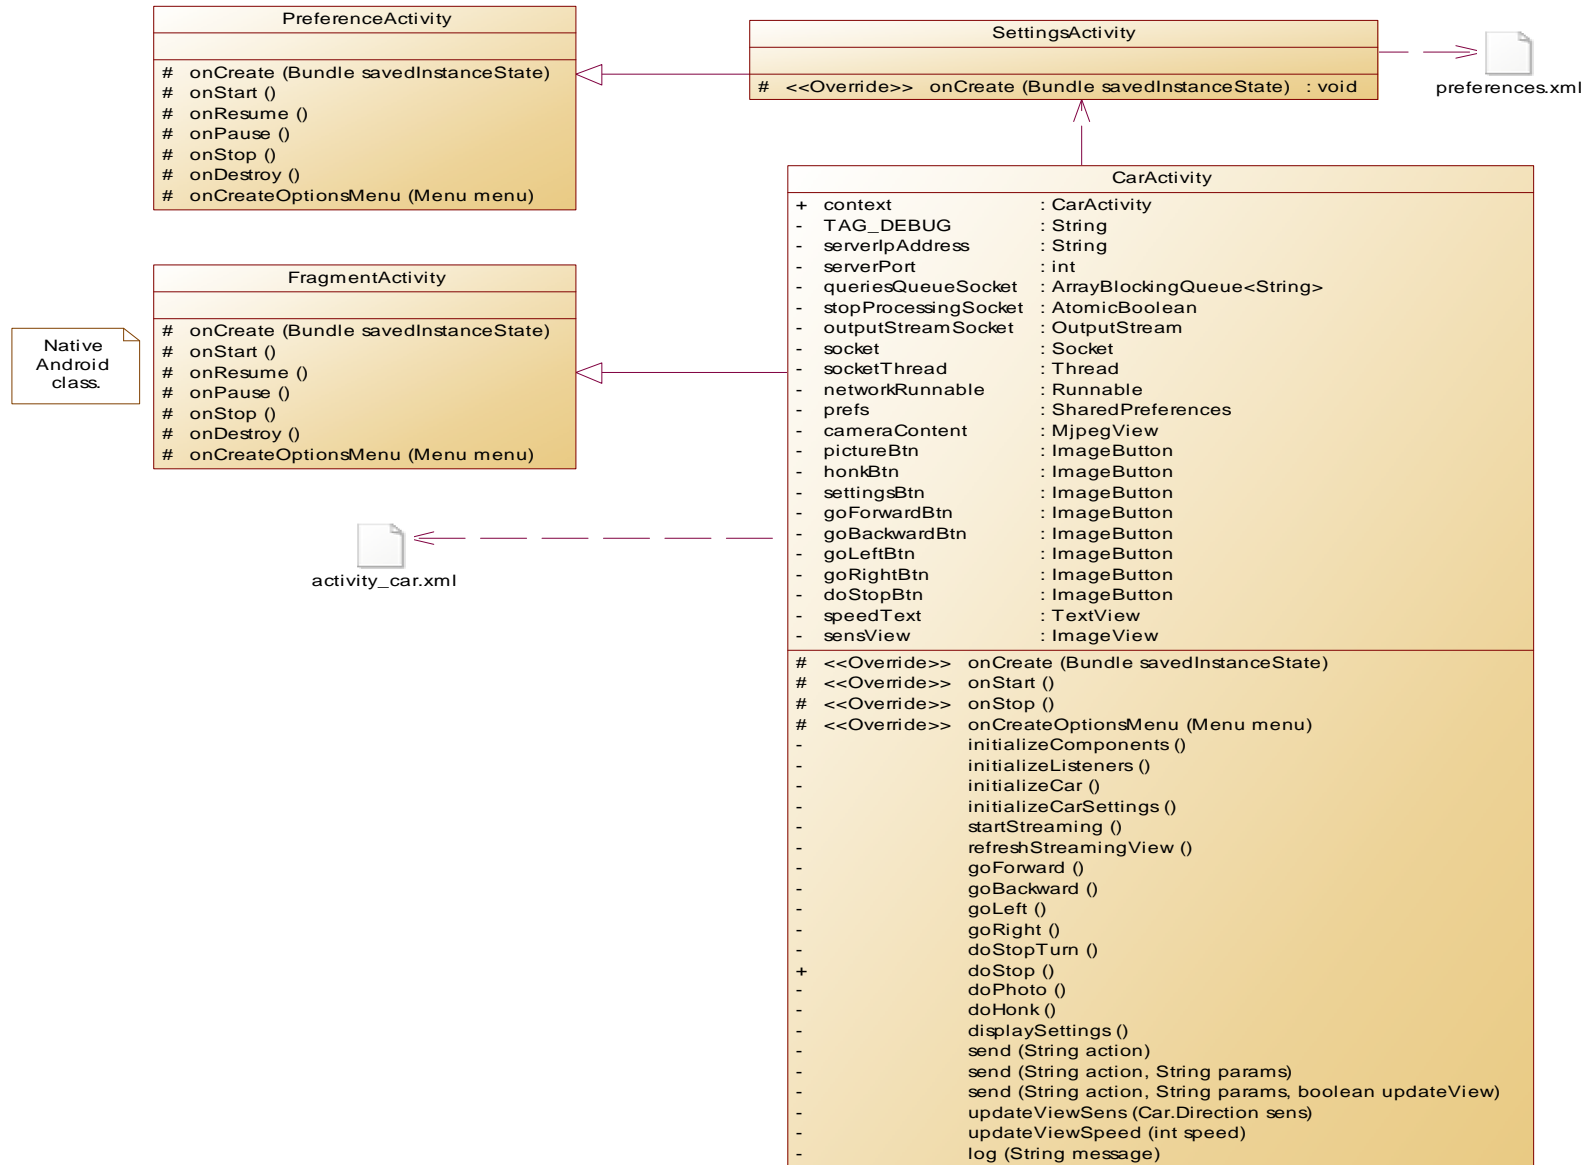 PreferenceActivity
# onCreate (Bundle savedInstanceState)
# onStart ()
# onResume ()
# onPause ()
# onStop ()
# onDestroy ()
# onCreateOptionsMenu (Menu menu)
SettingsActivity
# <<Override>> onCreate (Bundle savedInstanceState) : void
preferences.xml
Native
Android
class.
FragmentActivity
# onCreate (Bundle savedInstanceState)
# onStart ()
# onResume ()
# onPause ()
# onStop ()
# onDestroy ()
# onCreateOptionsMenu (Menu menu)
activity_car.xml
CarActivity
+ context : CarActivity
- TAG_DEBUG : String
- serverIpAddress : String
- serverPort : int
- queriesQueueSocket : ArrayBlockingQueue<String>
- stopProcessingSocket : AtomicBoolean
- outputStreamSocket : OutputStream
- socket : Socket
- socketThread : Thread
- networkRunnable : Runnable
- prefs : SharedPreferences
- cameraContent : MjpegView
- pictureBtn : ImageButton
- honkBtn : ImageButton
- settingsBtn : ImageButton
- goForwardBtn : ImageButton
- goBackwardBtn : ImageButton
- goLeftBtn : ImageButton
- goRightBtn : ImageButton
- doStopBtn : ImageButton
- speedText : TextView
- sensView : ImageView
# <<Override>> onCreate (Bundle savedInstanceState)
# <<Override>> onStart ()
# <<Override>> onStop ()
# <<Override>> onCreateOptionsMenu (Menu menu)
- initializeComponents ()
- initializeListeners ()
- initializeCar ()
- initializeCarSettings ()
- startStreaming ()
- refreshStreamingView ()
- goForward ()
- goBackward ()
- goLeft ()
- goRight ()
- doStopTurn ()
+ doStop ()
- doPhoto ()
- doHonk ()
- displaySettings ()
- send (String action)
- send (String action, String params)
- send (String action, String params, boolean updateView)
- updateViewSens (Car.Direction sens)
- updateViewSpeed (int speed)
- log (String message)